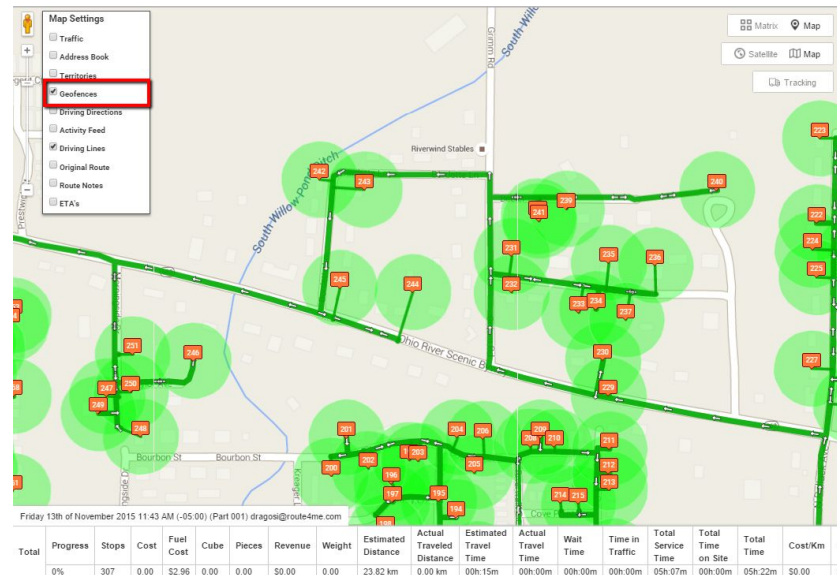 Map Settings
Traffic
Address Book
Territories
Geofences
Driving Directions
Activity Feed
Driving Lines
Original Route
Route Notes
ETA's
Matrix Map
Satellite Map
Tracking
South-Willow
Grimm Rd
Riverwind Stables
South-Willow Pond Ditch
Ohio River Scenic B
Bourbon St Bourbon St
Kreager
Cove P
223
242
243
240
239
241
222
224
225
231
235
236
232
245
244
233
234
237
251
246
230
227
247
250
229
249
248
201
204
206
209
208
210
211
200
202
203
205
212
196
213
197
195
214
215
194
198
Friday 13th of November 2015 11:43 AM (-05:00) (Part 001) dragosi@route4me.com
Total Progress Stops Cost Fuel Cost Cube Pieces Revenue Weight Estimated Distance Actual Traveled Distance Estimated Travel Time Actual Travel Time Wait Time Time in Traffic Total Service Time Total Time on Site Total Time Cost/Km
0% 307 0.00 $2.96 0.00 0.00 $0.00 0.00 23.82 km 0.00 km 00h:15m 00h:00m 00h:00m 00h:00m 05h:07m 00h:00m 05h:22m $0.00